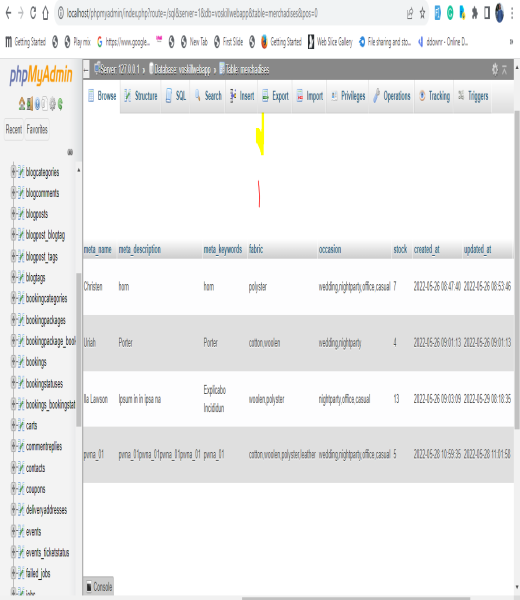 localhost/phpmyadmin/index.php?route=/sql&server=1&db=voskillwebapp&table=merchadises&pos=0
Getting Started Play mix https://www.google... New Tab First Slide Getting Started Web Slice Gallery File sharing and sto... ddownr - Online D...
phpMyAdmin
Server: 127.0.0.1 » Database: voskillwebapp » Table: merchadises
Browse Structure SQL Search Insert Export Import Privileges Operations Tracking Triggers
Recent Favorites
blogcategories
blogcomments
blogposts
blogpost_blogtag
blogpost_tags
blogtags
bookingcategories
bookingpackages
bookingpackage_book
bookings
bookingstatuses
bookings_bookingstat
carts
commentreplies
contacts
coupons
deliveryaddresses
events
events_ticketstatus
failed_jobs
jobs
meta_name meta_description meta_keywords fabric occasion stock created_at updated_at
Christen hom hom polyster wedding,nightparty,office,casual 7 2022-05-26 08:47:40 2022-05-26 08:53:46
Uriah Porter Porter cotton,woolen wedding,nightparty 4 2022-05-26 09:01:13 2022-05-26 09:01:13
Ila Lawson Ipsum in in ipsa na Explicabo Incididun woolen,polyster nightparty,office,casual 13 2022-05-26 09:03:09 2022-05-29 08:18:35
pwna_01 pwna_01pwna_01pwna_01 pwna_01 cotton,woolen,polyster,leather wedding,nightparty,office,casual 5 2022-05-28 10:59:35 2022-05-28 11:01:58
Console